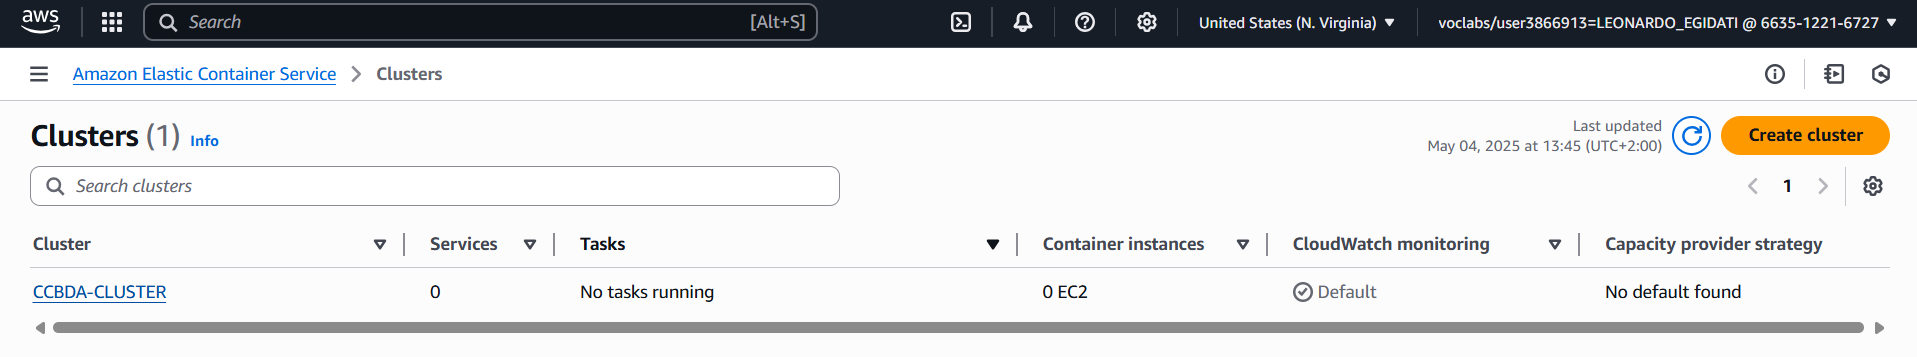 aws Search [Alt+S] United States (N. Virginia) voclabs/user3866913=LEONARDO_EGIDATI @ 6635-1221-6727
Amazon Elastic Container Service Clusters
Clusters (1) Info
Last updated
May 04, 2025 at 13:45 (UTC+2:00)
Create cluster
Search clusters
1
Cluster Services Tasks Container instances CloudWatch monitoring Capacity provider strategy
CCBDA-CLUSTER 0 No tasks running 0 EC2 Default No default found